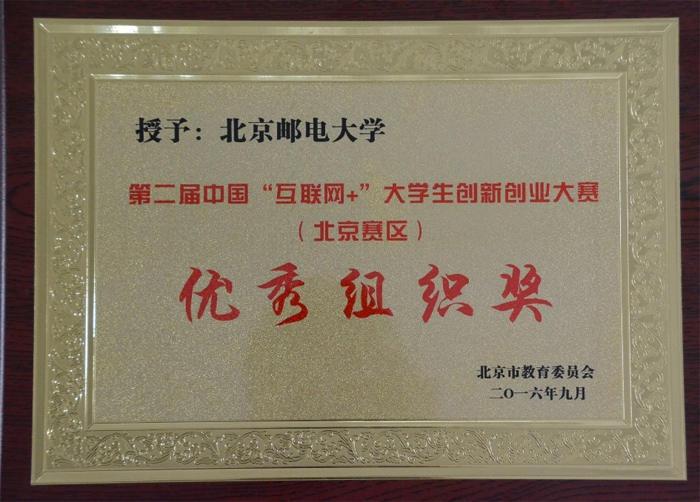 授予：北京邮电大学
第二届中国“互联网+”大学生创新创业大赛
（北京赛区）
优秀组织奖
北京市教育委员会
二〇一六年九月